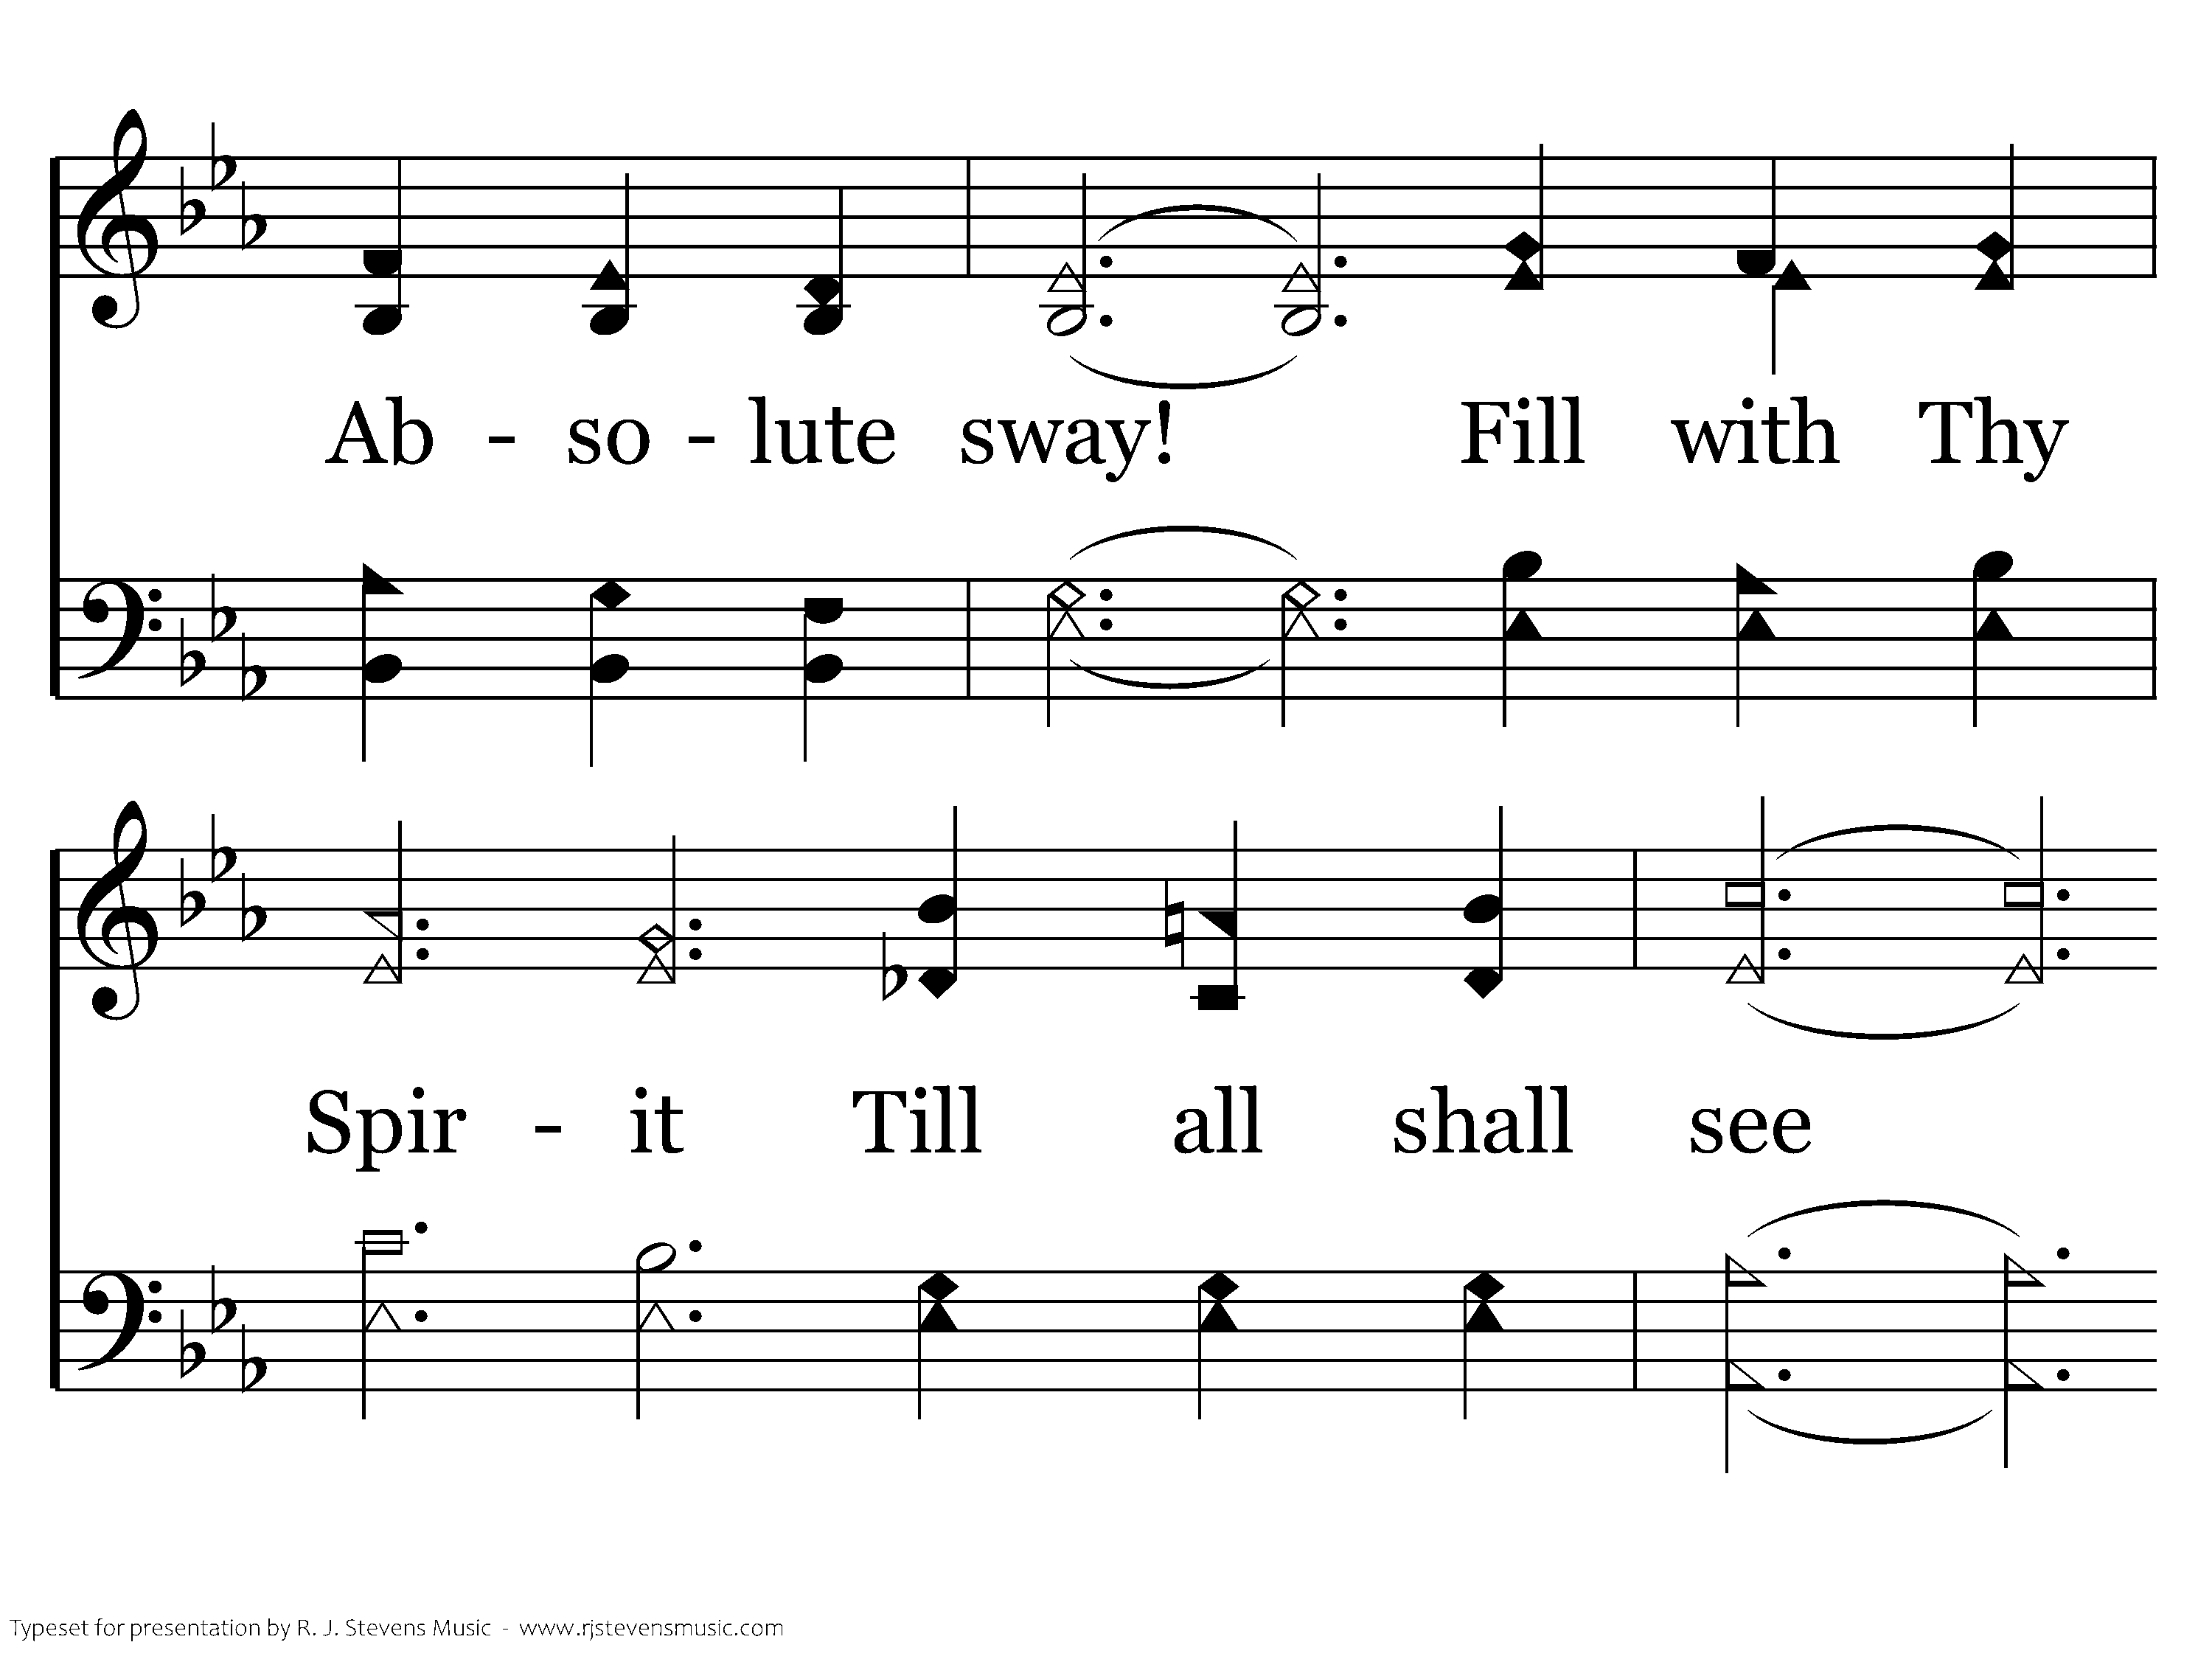 Ab - so - lute sway! Fill with Thy
Spir - it Till all shall see
Typeset for presentation by R. J. Stevens Music - www.rjstevensmusic.com